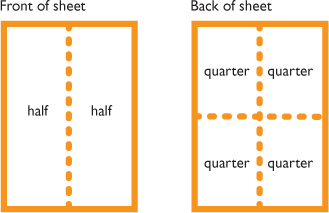 Front of sheet
half half
Back of sheet
quarter quarter
quarter quarter